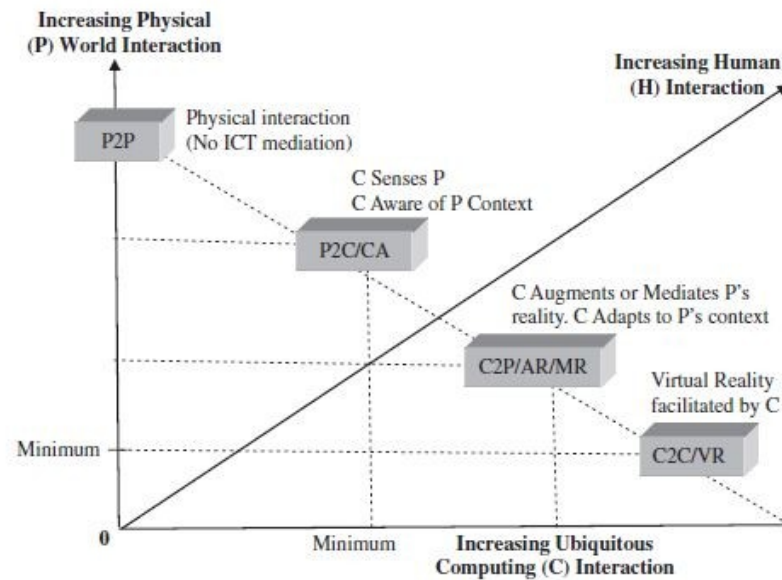 Increasing Physical
(P) World Interaction
Increasing Human
(H) Interaction
P2P
Physical interaction
(No ICT mediation)
C Senses P
C Aware of P Context
P2C/CA
C Augments or Mediates P's
reality. C Adapts to P's context
C2P/AR/MR
Virtual Reality
facilitated by C
C2C/VR
Minimum
0
Minimum
Increasing Ubiquitous
Computing (C) Interaction